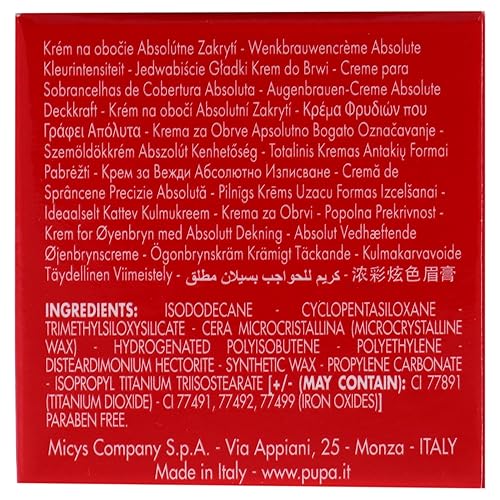 Krém na obočie Absolútne Zakrytí - Wenkbrauwencrème Absolute
Kleurintensiteit - Jedwabiście Gładki Krem do Brwi - Creme para
Sobrancelhas de Cobertura Absoluta - Augenbrauen-Creme Absolute
Deckkraft - Krém na obočí Absolutní Zakrytí - Κρέμα Φρυδιών που
Γράφει Απόλυτα - Krema za Obrve Apsolutno Bogato Označavanje -
Szemöldökkrém Abszolút Kenhetőség - Totalinis Kremas Antakių Formai
Pabrėžti - Крем за Вежди Абсолютно Изписване - Cremă de
Sprâncene Precizie Absolută - Pilnīgs Krēms Uzacu Formas Izcelšanai -
Ideaalselt Kattev Kulmukreem - Krema za Obrvi - Popolna Prekrivnost -
Krem for Øyenbryn med Absolutt Dekning - Absolut Vedhæftende
Øjenbrynscreme - Ögonbrynskräm Krämigt Täckande - Kulmakarvavoide
Täydellinen Viimeistely - كريم للحواجب بسيلان مطلق - 浓彩炫色眉膏
INGREDIENTS: ISODODECANE - CYCLOPENTASILOXANE -
TRIMETHYLSILOXYSILICATE - CERA MICROCRISTALLINA (MICROCRYSTALLINE
WAX) - HYDROGENATED POLYISOBUTENE - POLYETHYLENE -
DISTEARDIMONIUM HECTORITE - SYNTHETIC WAX - PROPYLENE CARBONATE
- ISOPROPYL TITANIUM TRIISOSTEARATE [+/- (MAY CONTAIN): CI 77891
(TITANIUM DIOXIDE) - CI 77491, 77492, 77499 (IRON OXIDES)]
PARABEN FREE.
Micys Company S.p.A. - Via Appiani, 25 - Monza - ITALY
Made in Italy - www.pupa.it